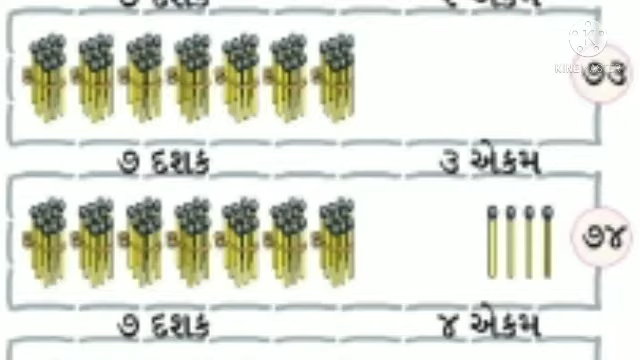 ૭૩
૭ દશક ૩ એકમ
૭૪
૭ દશક ૪ એકમ